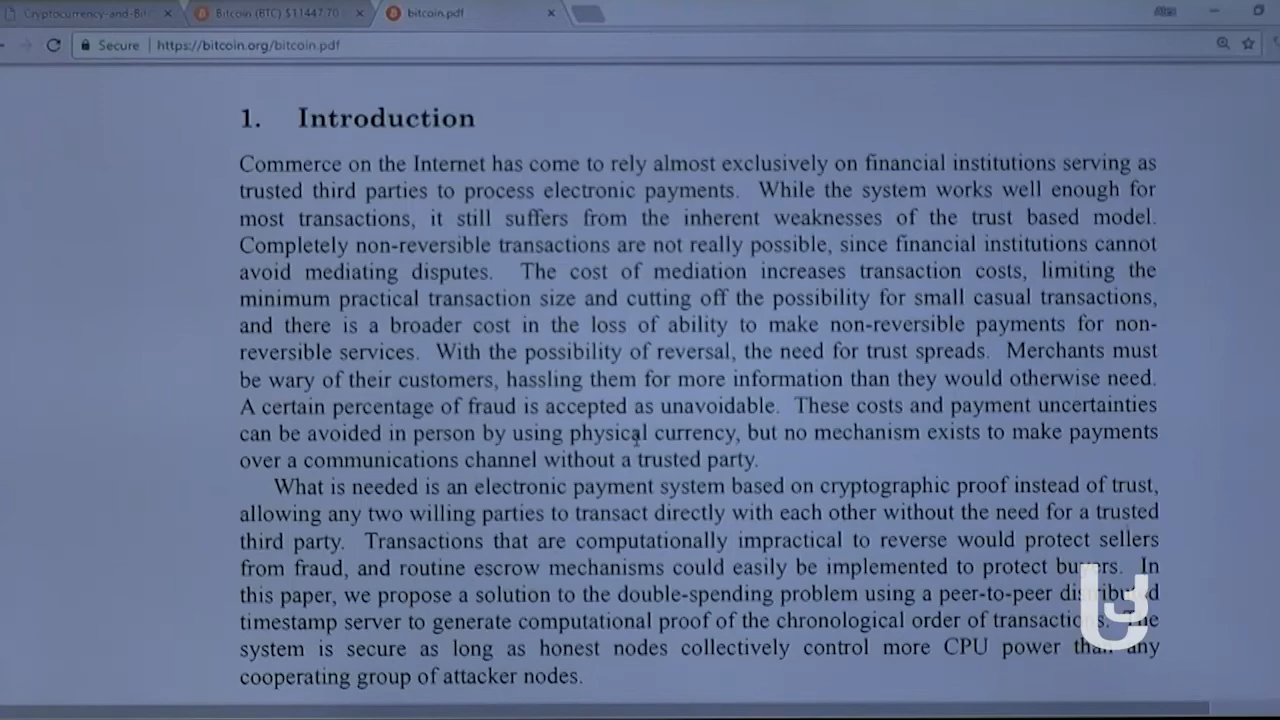 Cryptocurrency-and-Bit
Bitcoin (BTC) $11447.70
bitcoin.pdf
Secure
https://bitcoin.org/bitcoin.pdf
1. Introduction
Commerce on the Internet has come to rely almost exclusively on financial institutions serving as
trusted third parties to process electronic payments. While the system works well enough for
most transactions, it still suffers from the inherent weaknesses of the trust based model.
Completely non-reversible transactions are not really possible, since financial institutions cannot
avoid mediating disputes. The cost of mediation increases transaction costs, limiting the
minimum practical transaction size and cutting off the possibility for small casual transactions,
and there is a broader cost in the loss of ability to make non-reversible payments for non-
reversible services. With the possibility of reversal, the need for trust spreads. Merchants must
be wary of their customers, hassling them for more information than they would otherwise need.
A certain percentage of fraud is accepted as unavoidable. These costs and payment uncertainties
can be avoided in person by using physical currency, but no mechanism exists to make payments
over a communications channel without a trusted party.
What is needed is an electronic payment system based on cryptographic proof instead of trust,
allowing any two willing parties to transact directly with each other without the need for a trusted
third party. Transactions that are computationally impractical to reverse would protect sellers
from fraud, and routine escrow mechanisms could easily be implemented to protect buyers. In
this paper, we propose a solution to the double-spending problem using a peer-to-peer distributed
timestamp server to generate computational proof of the chronological order of transactions. The
system is secure as long as honest nodes collectively control more CPU power than any
cooperating group of attacker nodes.